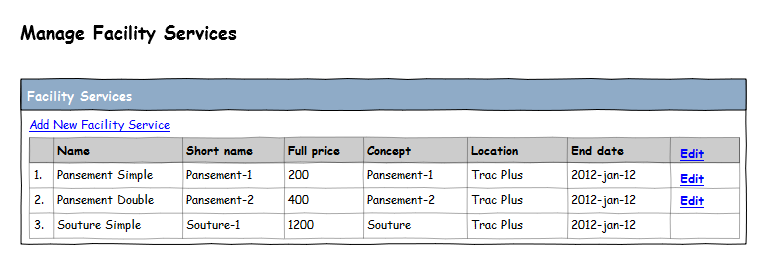 Manage Facility Services
Facility Services
Add New Facility Service
Name Short name Full price Concept Location End date Edit
1. Pansement Simple Pansement-1 200 Pansement-1 Trac Plus 2012-jan-12 Edit
2. Pansement Double Pansement-2 400 Pansement-2 Trac Plus 2012-jan-12 Edit
3. Souture Simple Souture-1 1200 Souture Trac Plus 2012-jan-12